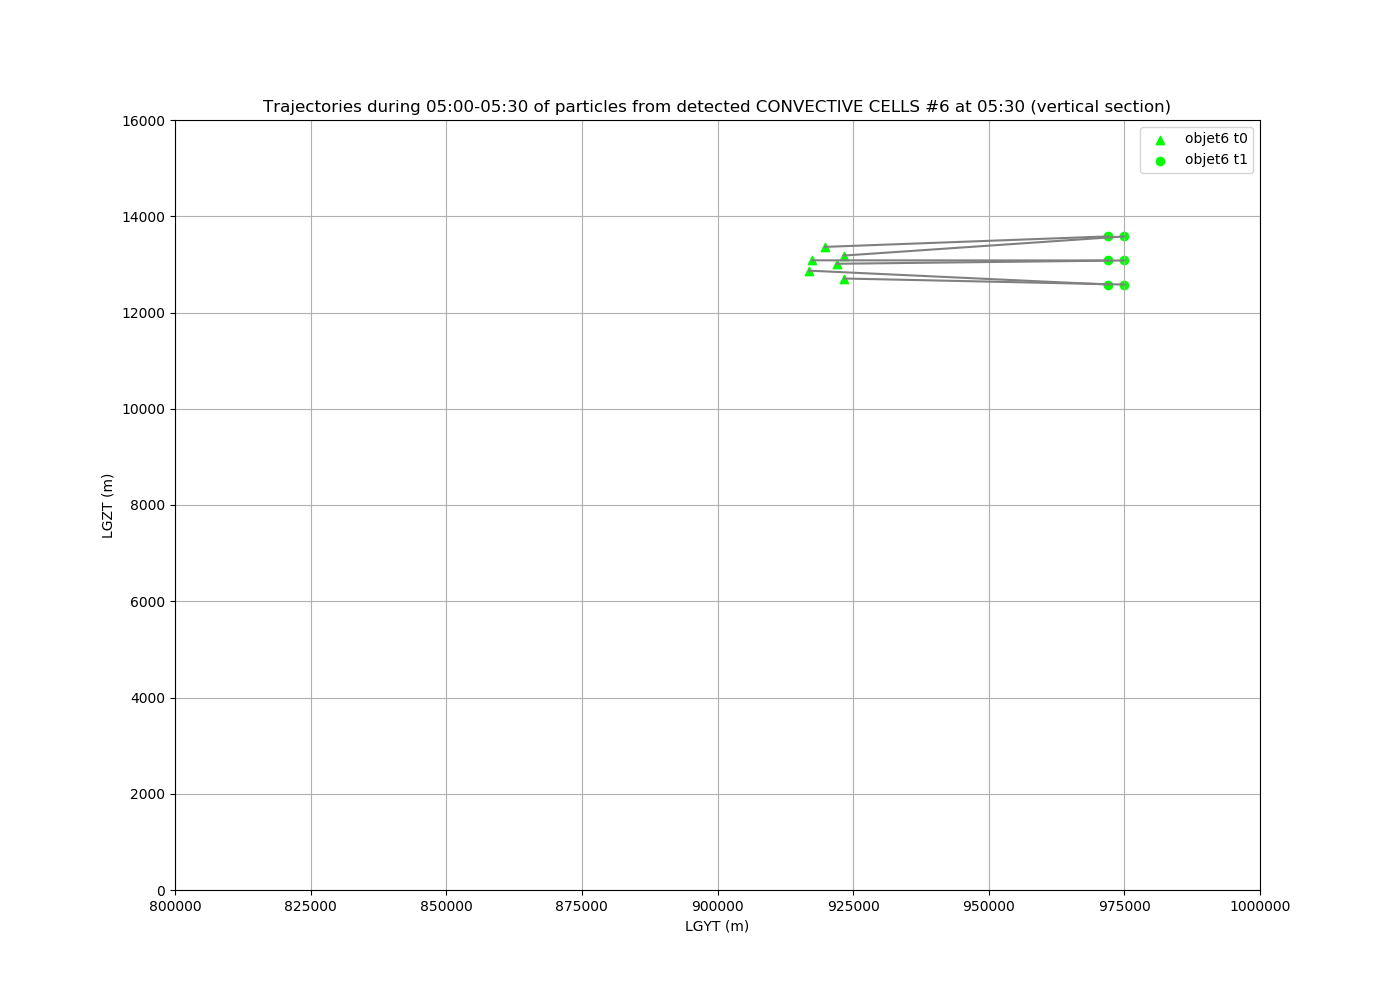 Trajectories during 05:00-05:30 of particles from detected CONVECTIVE CELLS #6 at 05:30 (vertical section)
objet6 t0
objet6 t1
16000
14000
12000
10000
8000
6000
4000
2000
0
LGZT (m)
800000 825000 850000 875000 900000 925000 950000 975000 1000000
LGYT (m)